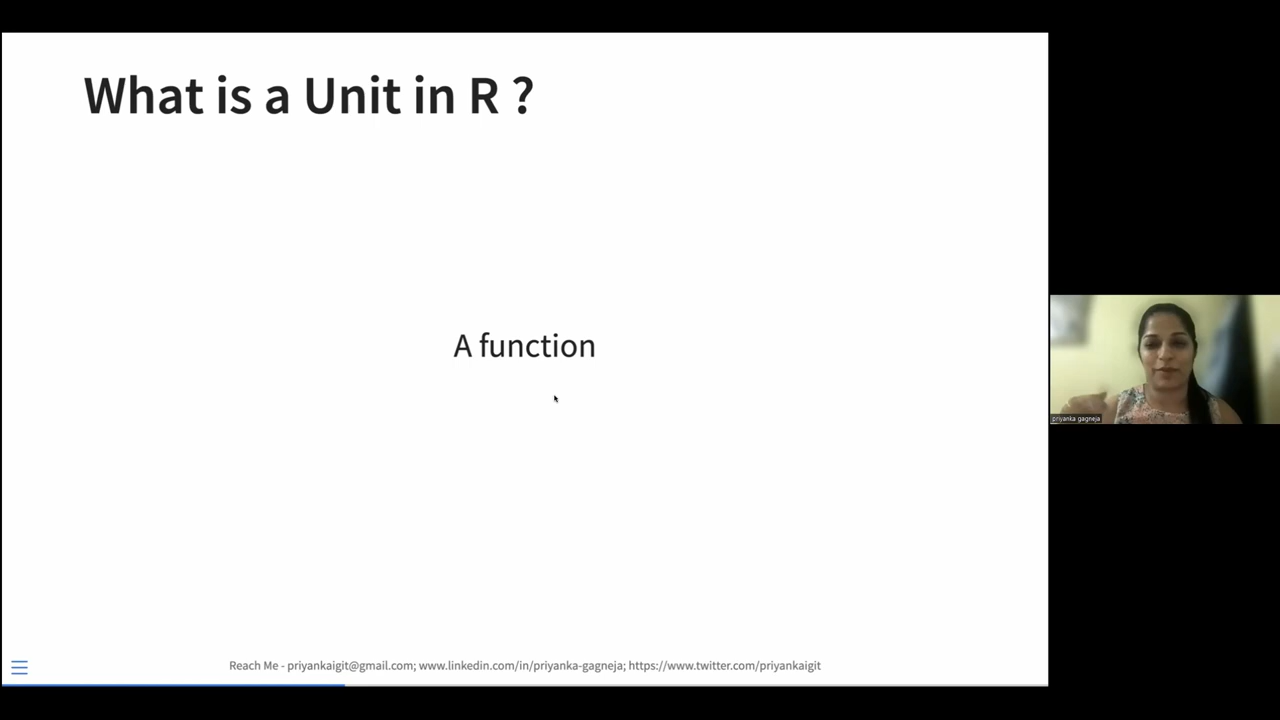 What is a Unit in R ?
A function
priyanka gagneja
Reach Me - priyankaigit@gmail.com; www.linkedin.com/in/priyanka-gagneja; https://www.twitter.com/priyankaigit